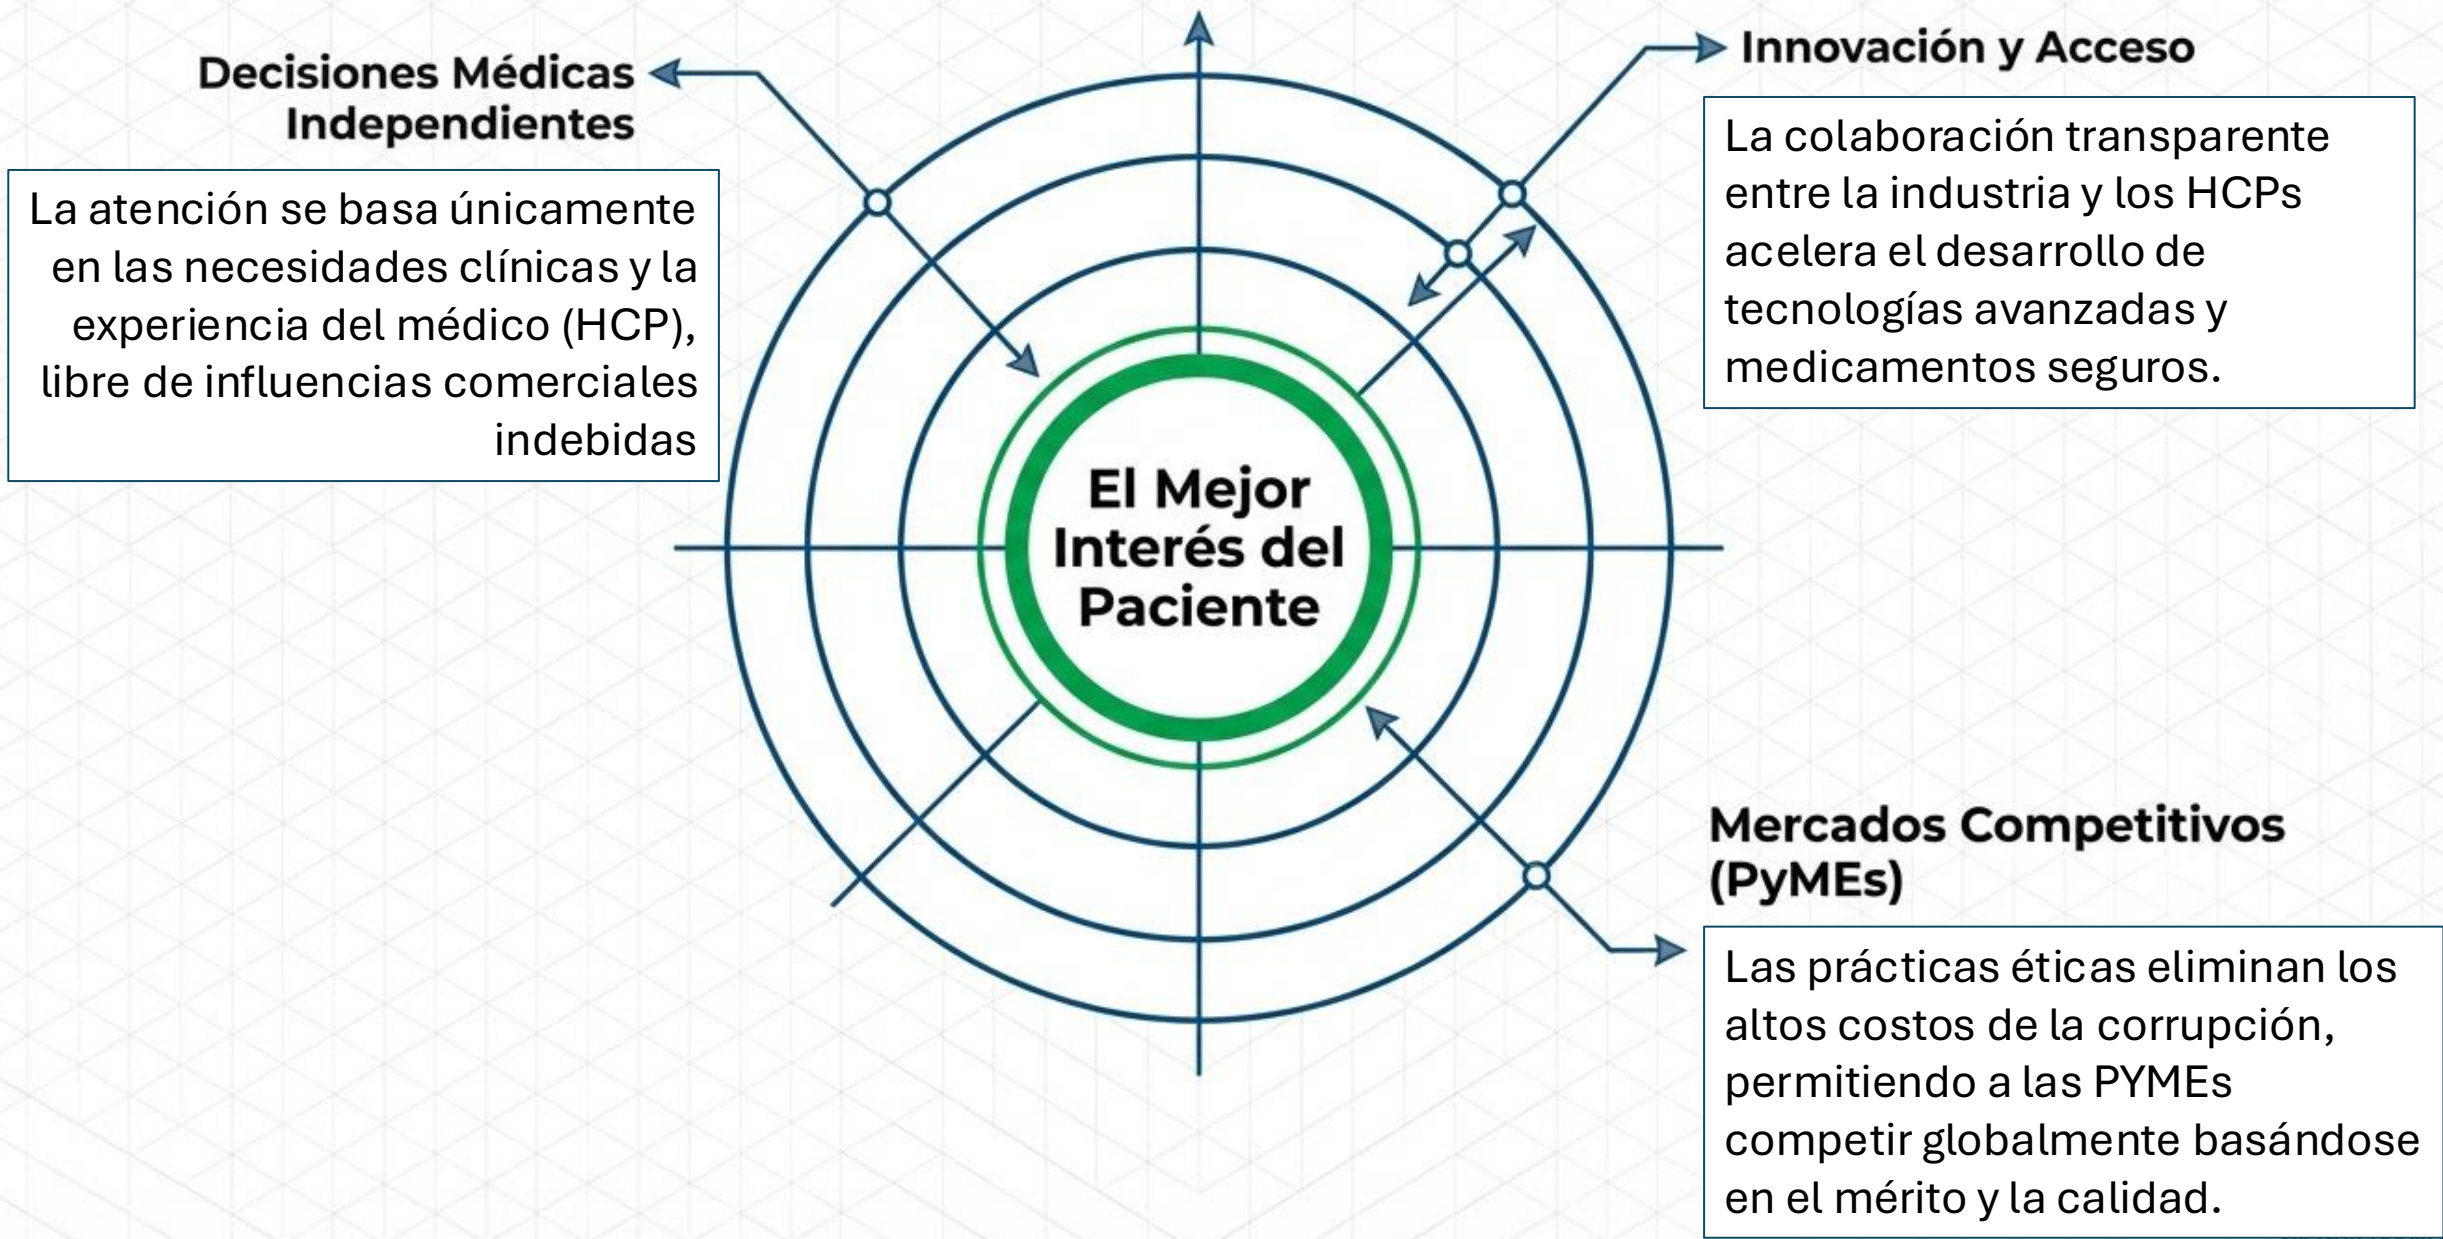 Decisiones Médicas
Independientes
La atención se basa únicamente
en las necesidades clínicas y la
experiencia del médico (HCP),
libre de influencias comerciales
indebidas
Innovación y Acceso
La colaboración transparente
entre la industria y los HCPs
acelera el desarrollo de
tecnologías avanzadas y
medicamentos seguros.
El Mejor
Interés del
Paciente
Mercados Competitivos
(PyMEs)
Las prácticas éticas eliminan los
altos costos de la corrupción,
permitiendo a las PYMEs
competir globalmente basándose
en el mérito y la calidad.